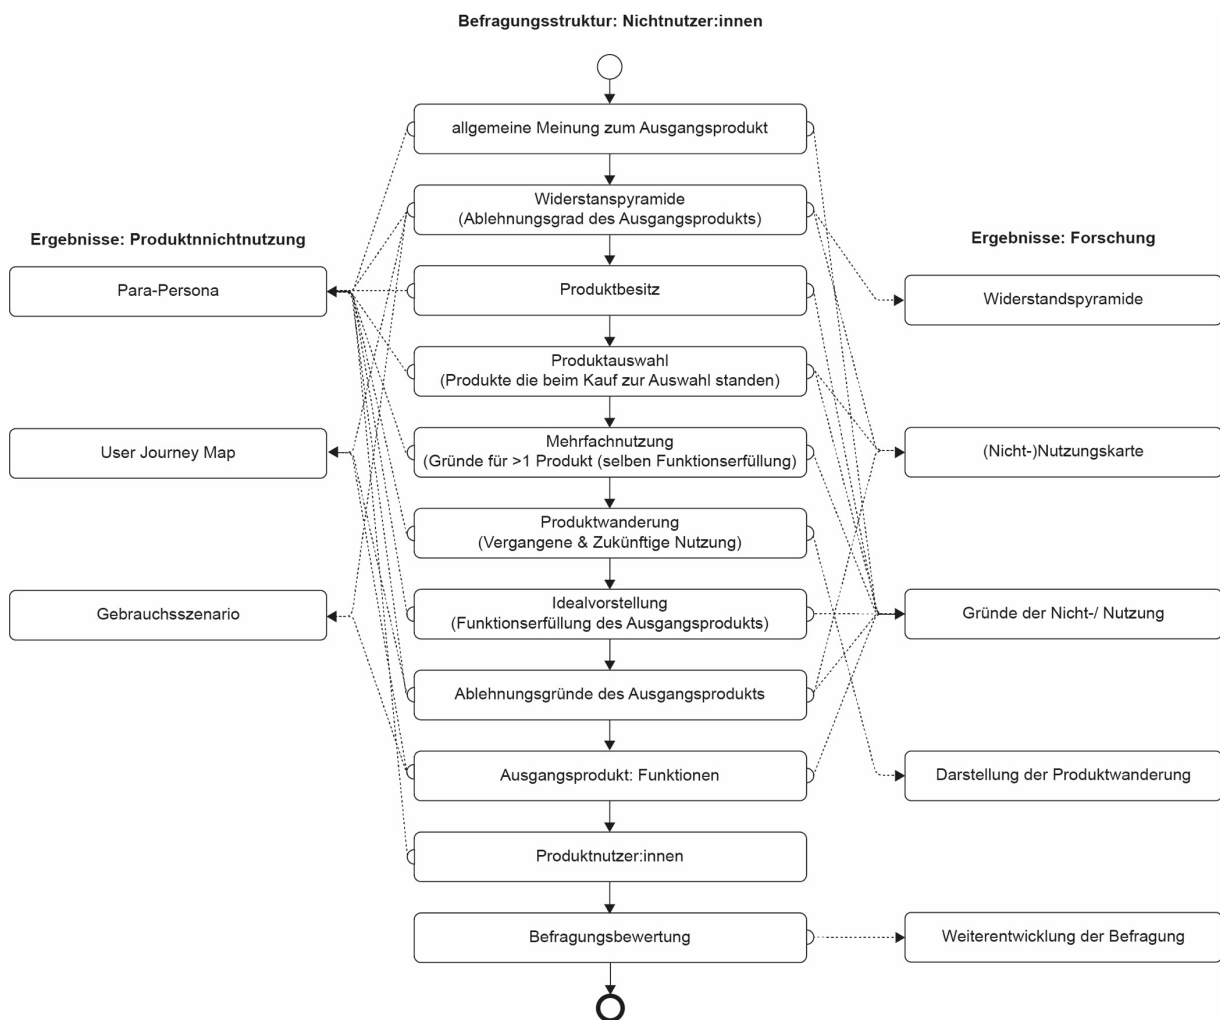 Befragungsstruktur: Nichtnutzer:innen
allgemeine Meinung zum Ausgangsprodukt
Widerstanspyramide
(Ablehnungsgrad des Ausgangsprodukts)
Produktbesitz
Produktauswahl
(Produkte die beim Kauf zur Auswahl standen)
Mehrfachnutzung
(Gründe für >1 Produkt (selben Funktionserfüllung)
Produktwanderung
(Vergangene & Zukünftige Nutzung)
Idealvorstellung
(Funktionserfüllung des Ausgangsprodukts)
Ablehnungsgründe des Ausgangsprodukts
Ausgangsprodukt: Funktionen
Produktnutzer:innen
Befragungsbewertung
Ergebnisse: Produktnnichtnutzung
Para-Persona
User Journey Map
Gebrauchsszenario
Ergebnisse: Forschung
Widerstandspyramide
(Nicht-)Nutzungskarte
Gründe der Nicht-/ Nutzung
Darstellung der Produktwanderung
Weiterentwicklung der Befragung